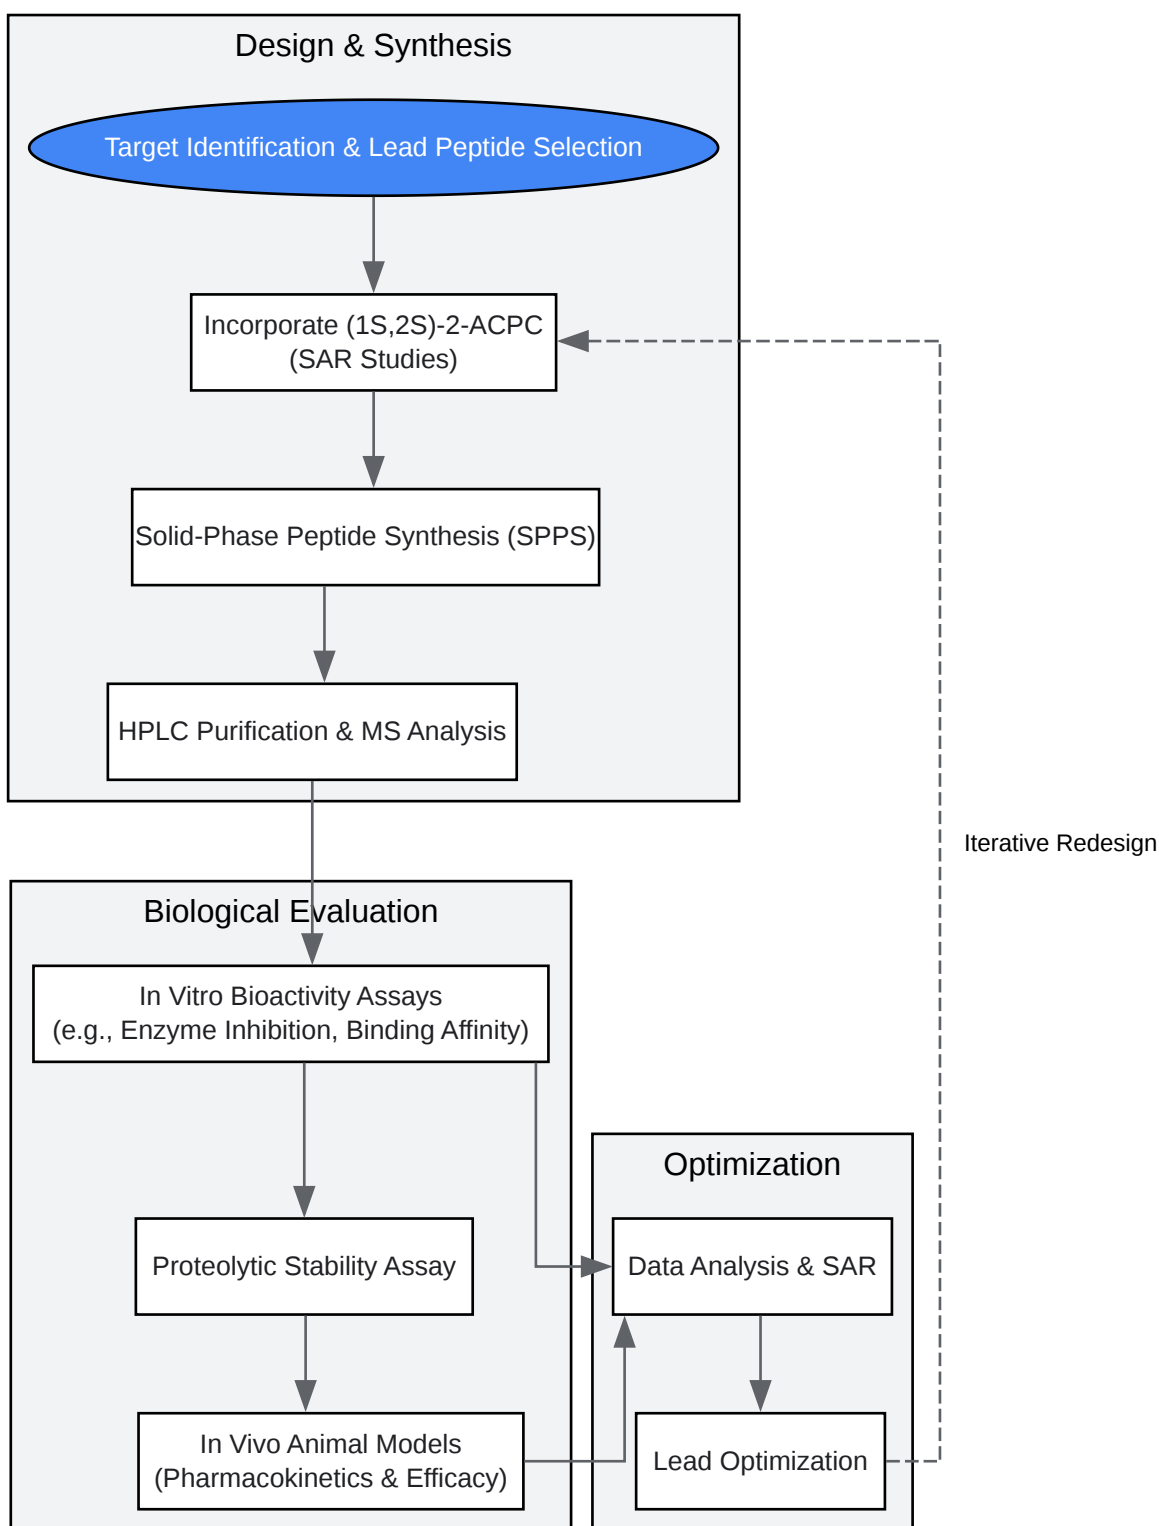 Design & Synthesis
Target Identification & Lead Peptide Selection
Incorporate (1S,2S)-2-ACPC
(SAR Studies)
Solid-Phase Peptide Synthesis (SPPS)
HPLC Purification & MS Analysis
Iterative Redesign
Biological Evaluation
In Vitro Bioactivity Assays
(e.g., Enzyme Inhibition, Binding Affinity)
Optimization
Proteolytic Stability Assay
Data Analysis & SAR
In Vivo Animal Models
(Pharmacokinetics & Efficacy)
Lead Optimization